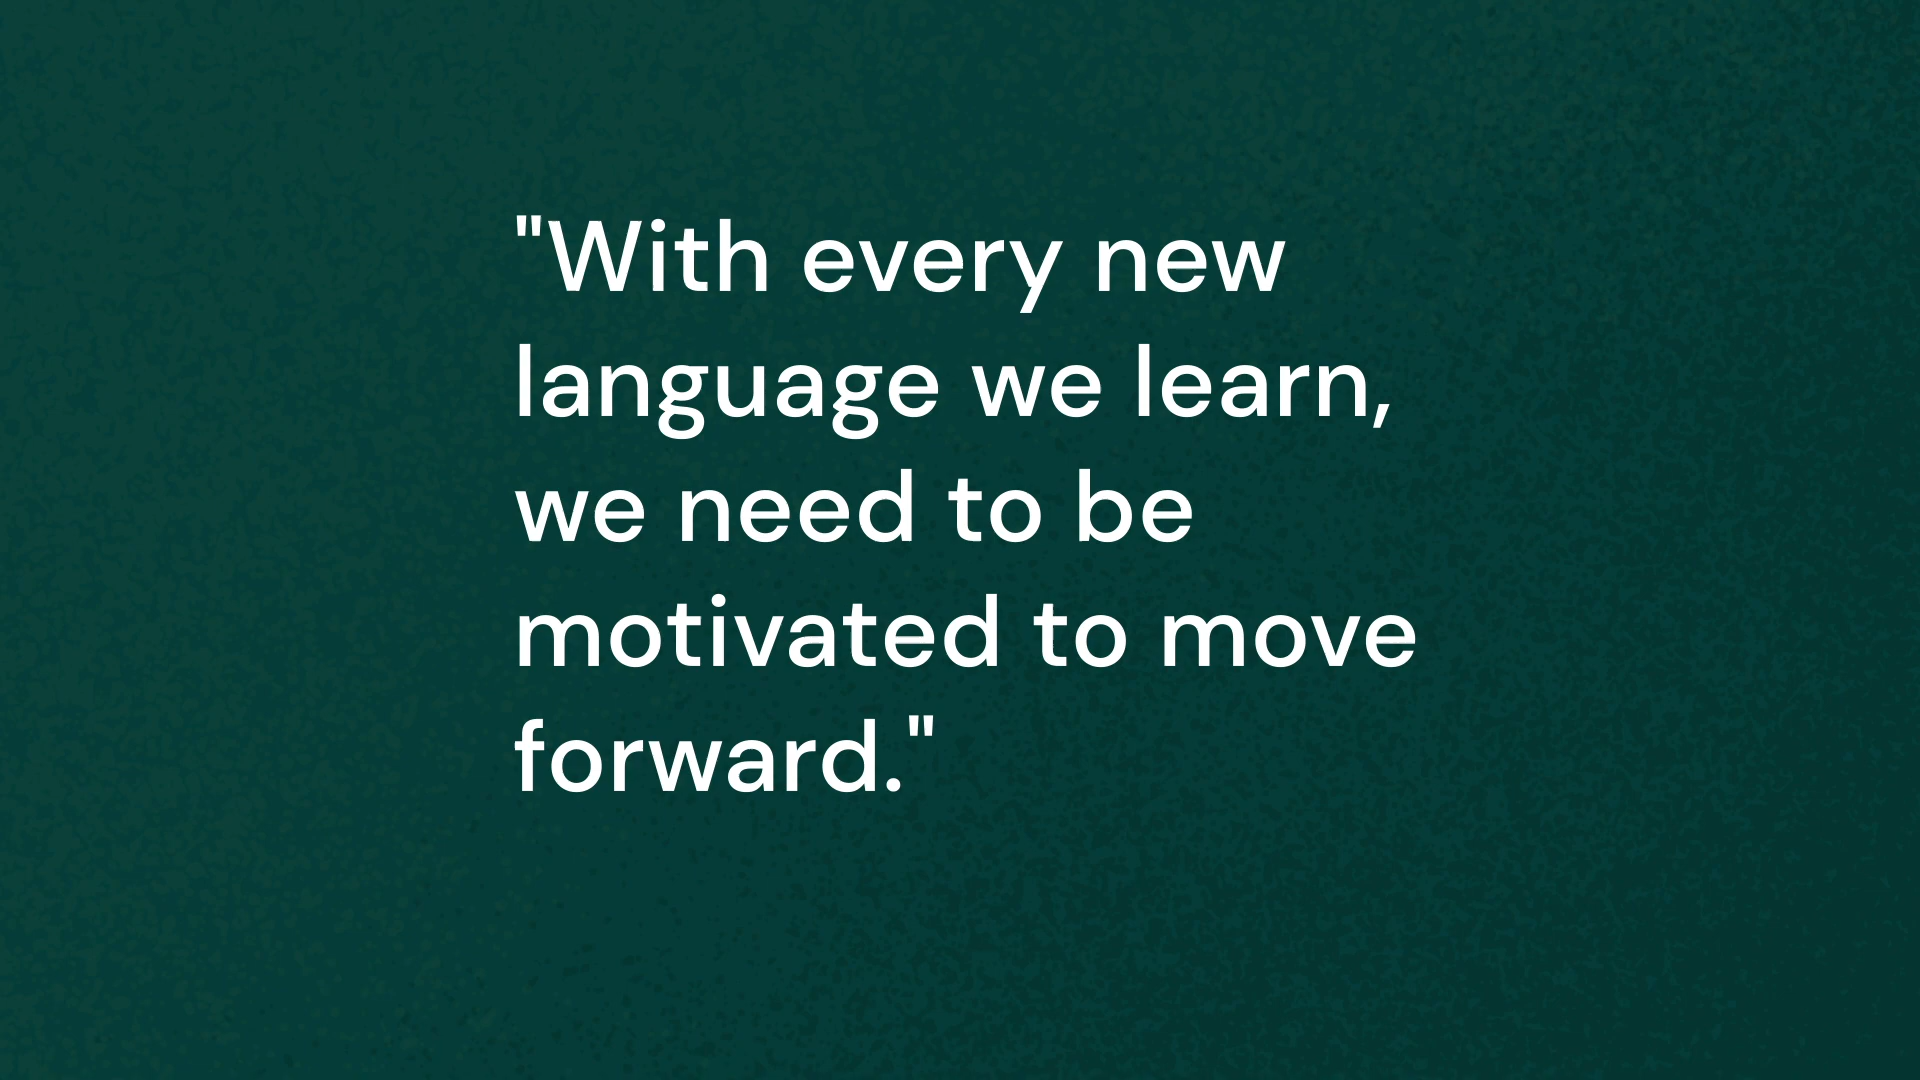 "With every new
language we learn,
we need to be
motivated to move
forward."